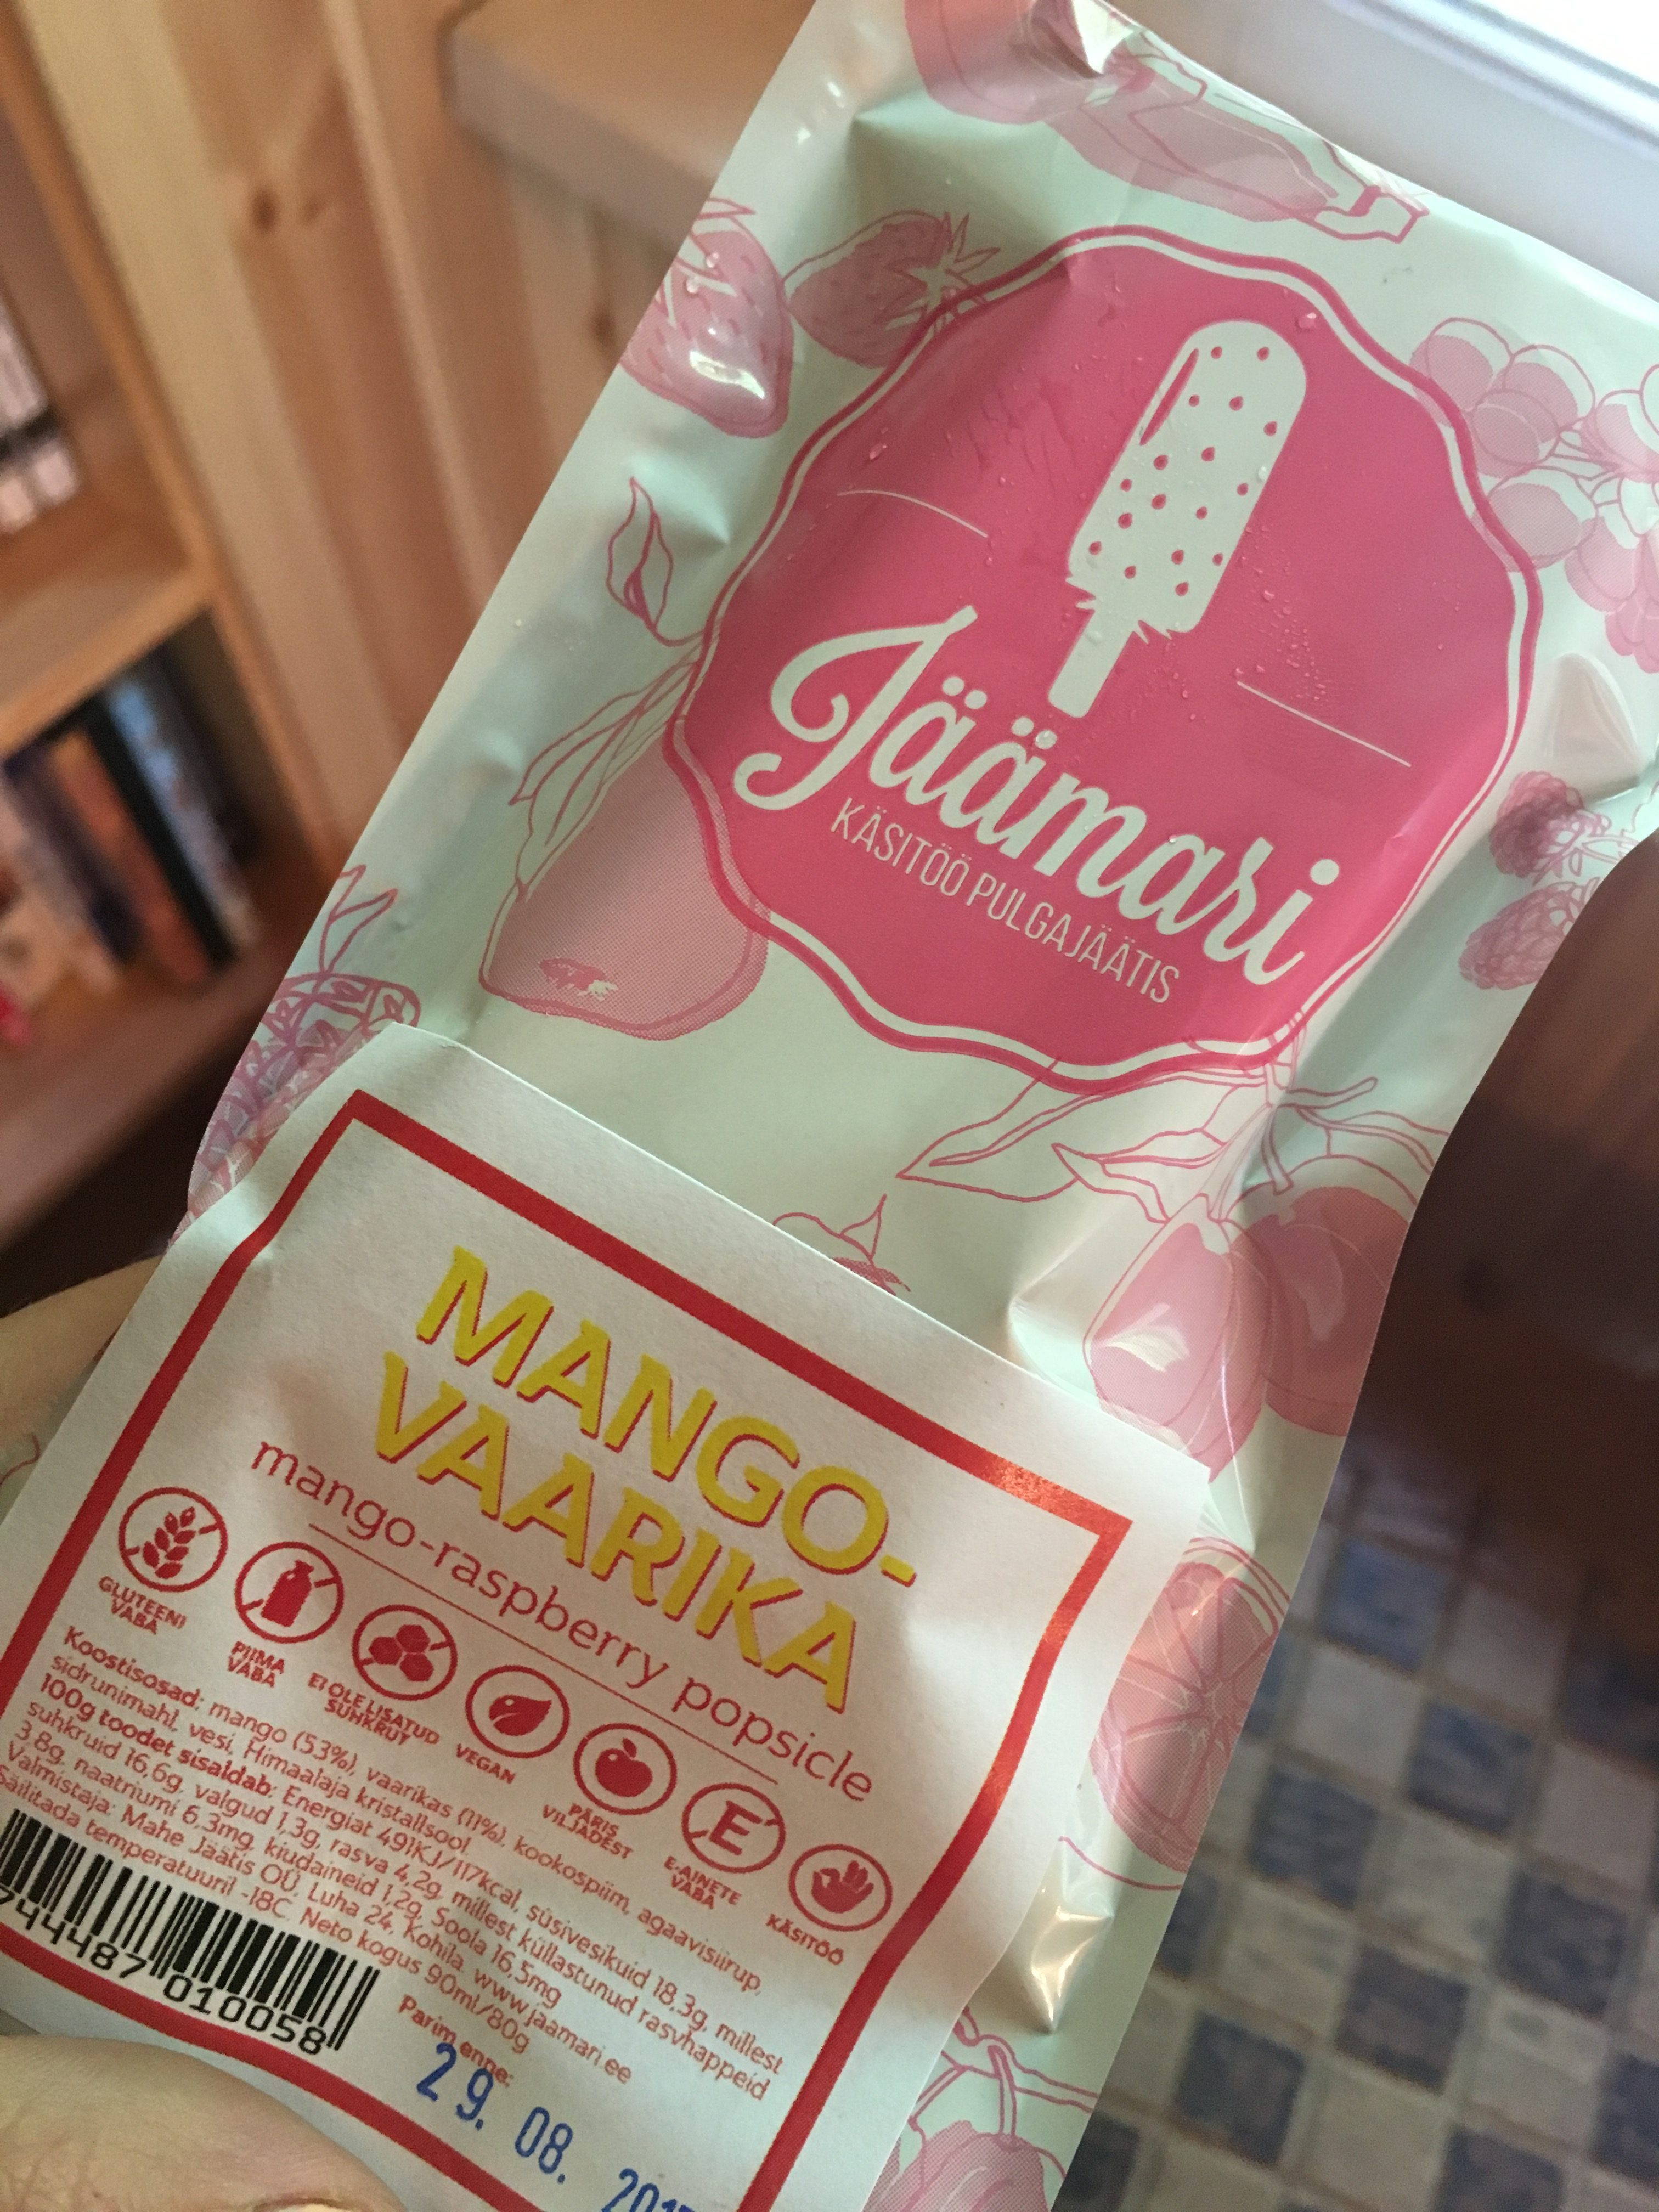 Jäämari
KÄSITÖÖ PULGAJÄÄTIS
MANGO-
VAARIKA
mango-raspberry popsicle
GLUTEENI
VABA
PIIMA
VABA
EI OLE LISATUD
SUHKRUT
VEGAN
PÄRIS
VILJADEST
E
E-AINETE
VABA
KÄSITÖÖ
Koostisosad: mango (53%), vaarikas (11%), kookospiim, agaavisiirup,
sidrunimahl, vesi, Himaalaja kristallsool
100g toodet sisaldab: Energiat 491KJ/117kcal, süsivesikuid 18,3g, millest
suhkruid 16,6g, valgud 1,3g, rasva 4,2g, millest küllastunud rasvhappeid
3,8g, naatriumi 6,3mg, kiudaineid 1,2g, Soola 16,5mg
Valmistaja: Mahe Jäätis OÜ, Luha 24, Kohila. www.jaamari.ee
Säilitada temperatuuril -18C. Neto kogus 90ml/80g
744487 010058
Parim enne:
29. 08.